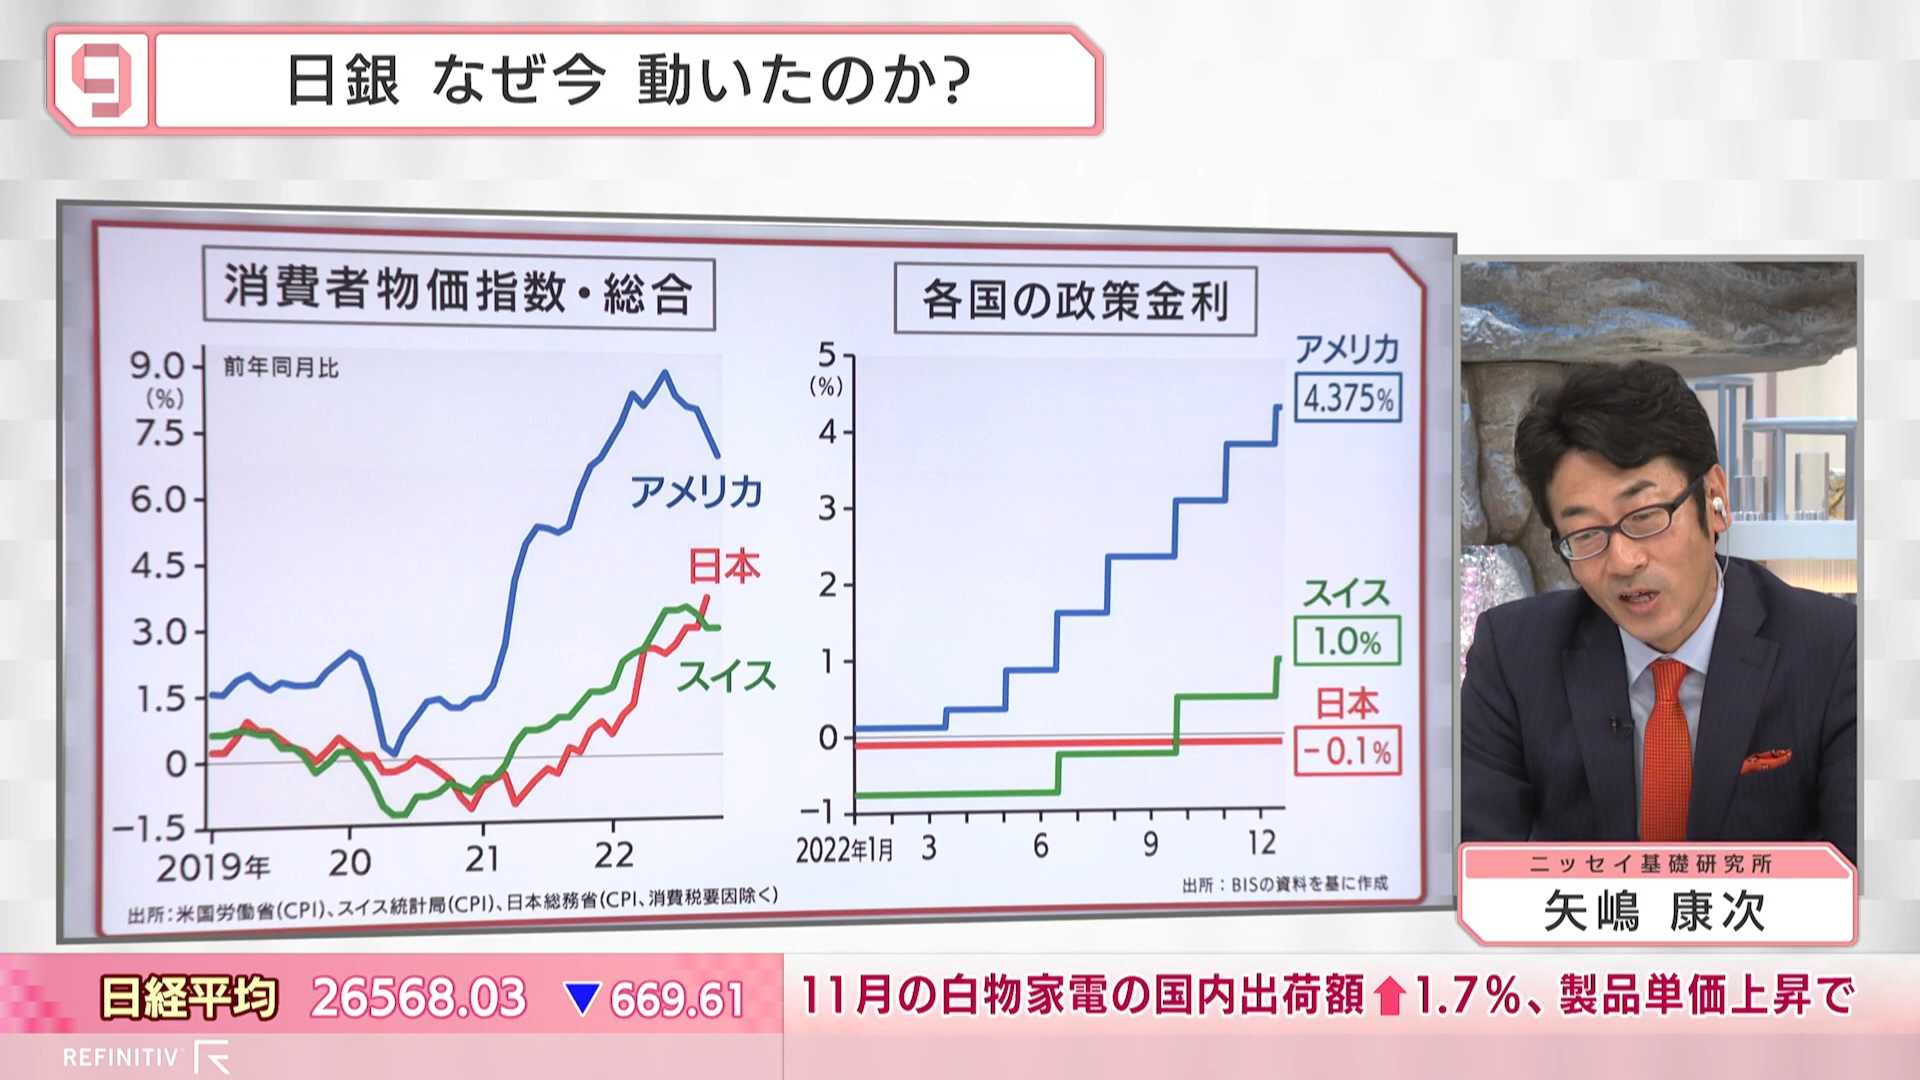 9
日銀 なぜ今 動いたのか?
消費者物価指数・総合
前年同月比
9.0
(%)
7.5
6.0
4.5
3.0
1.5
0
-1.5
2019年 20 21 22
アメリカ
日本
スイス
出所:米国労働省(CPI)、スイス統計局(CPI)、日本総務省(CPI、消費税要因除く)
各国の政策金利
5
(%)
4
3
2
1
0
-1
2022年1月 3 6 9 12
アメリカ
4.375%
スイス
1.0%
日本
-0.1%
出所:BISの資料を基に作成
ニッセイ基礎研究所
矢嶋 康次
日経平均 26568.03 ▼669.61
11月の白物家電の国内出荷額⬆1.7%、製品単価上昇で
REFINITIV